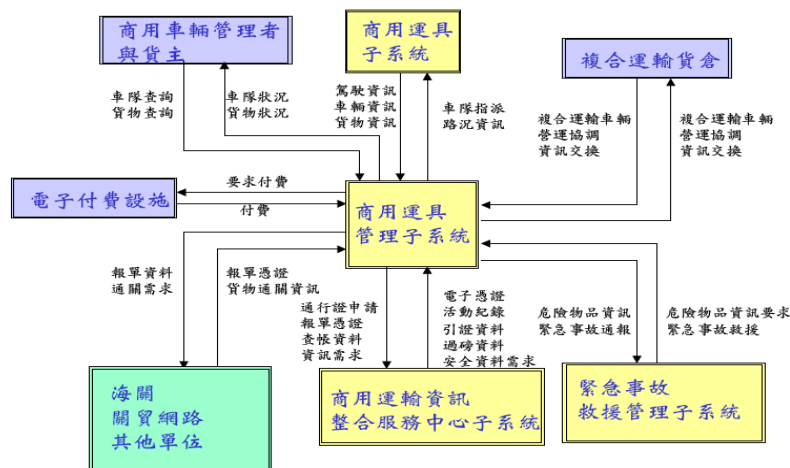 商用車輛管理者
與貨主
商用運具
子系統
複合運輸貨倉
車隊查詢
貨物查詢
車隊狀況
貨物狀況
駕駛資訊
車輛資訊
貨物資訊
車隊指派
路況資訊
複合運輸車輛
營運協調
資訊交換
複合運輸車輛
營運協調
資訊交換
電子付費設施
要求付費
付費
商用運具
管理子系統
報單資料
通關需求
報單憑證
貨物通關資訊
通行證申請
報單憑證
查帳資料
資訊需求
電子憑證
活動紀錄
引證資料
過磅資料
安全資料需求
危險物品資訊
緊急事故通報
危險物品資訊要求
緊急事故救援
海關
關貿網路
其他單位
商用運輸資訊
整合服務中心子系統
緊急事故
救援管理子系統